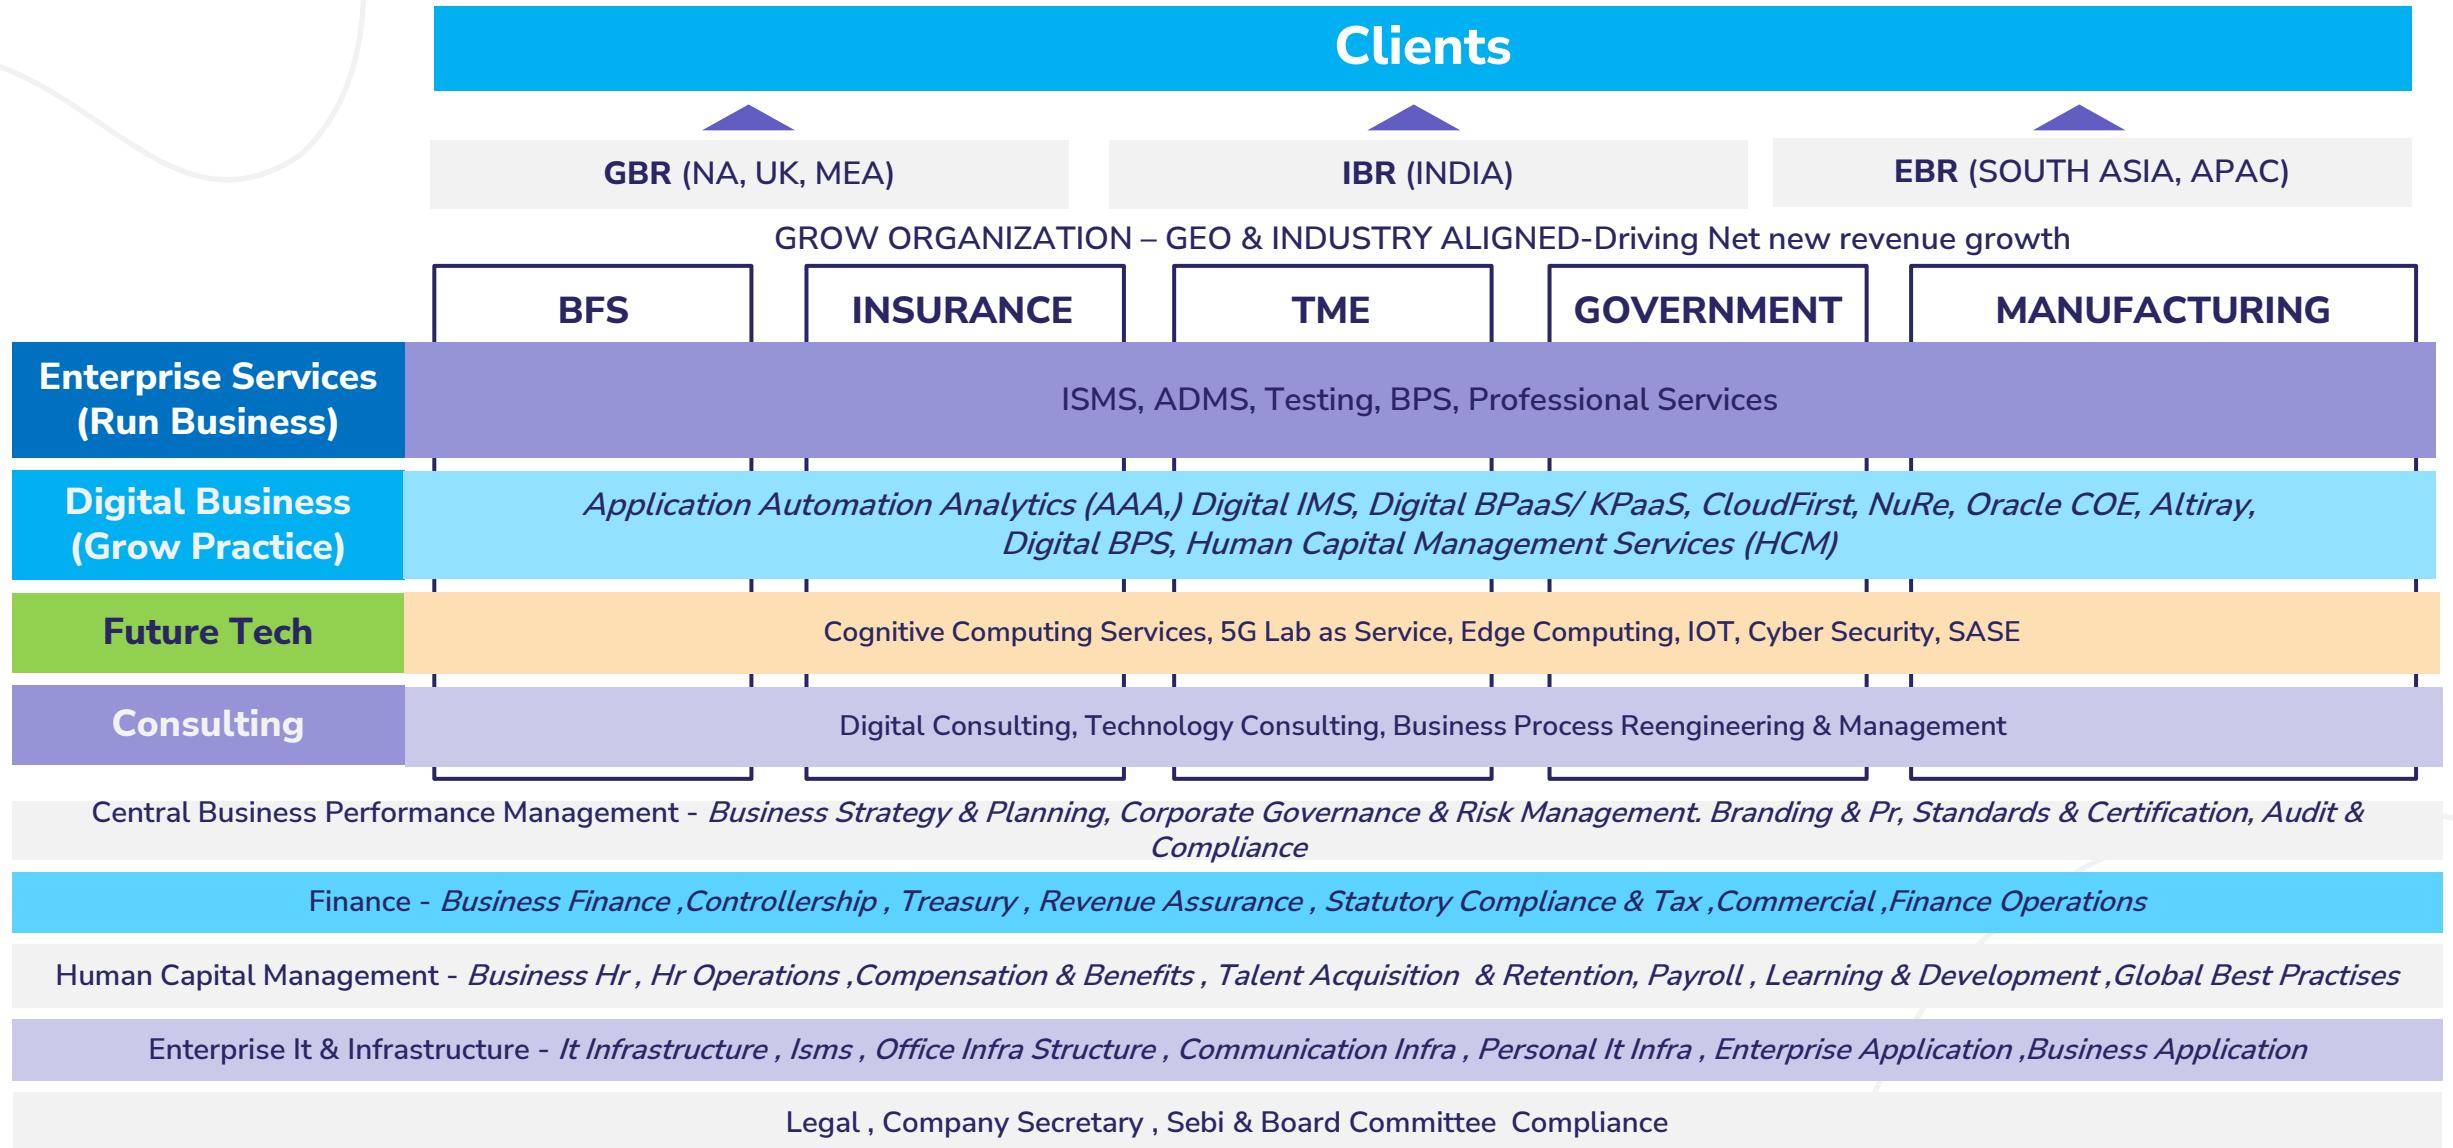 Clients
GBR (NA, UK, MEA)
IBR (INDIA)
EBR (SOUTH ASIA, APAC)
GROW ORGANIZATION – GEO & INDUSTRY ALIGNED-Driving Net new revenue growth
BFS
INSURANCE
TME
GOVERNMENT
MANUFACTURING
Enterprise Services
(Run Business)
ISMS, ADMS, Testing, BPS, Professional Services
Digital Business
(Grow Practice)
Application Automation Analytics (AAA,) Digital IMS, Digital BPaaS/ KPaaS, CloudFirst, NuRe, Oracle COE, Altiray,
Digital BPS, Human Capital Management Services (HCM)
Future Tech
Cognitive Computing Services, 5G Lab as Service, Edge Computing, IOT, Cyber Security, SASE
Consulting
Digital Consulting, Technology Consulting, Business Process Reengineering & Management
Central Business Performance Management - Business Strategy & Planning, Corporate Governance & Risk Management. Branding & Pr, Standards & Certification, Audit &
Compliance
Finance - Business Finance ,Controllership , Treasury , Revenue Assurance , Statutory Compliance & Tax ,Commercial ,Finance Operations
Human Capital Management - Business Hr , Hr Operations ,Compensation & Benefits , Talent Acquisition  & Retention, Payroll , Learning & Development ,Global Best Practises
Enterprise It & Infrastructure - It Infrastructure , Isms , Office Infra Structure , Communication Infra , Personal It Infra , Enterprise Application ,Business Application
Legal , Company Secretary , Sebi & Board Committee  Compliance